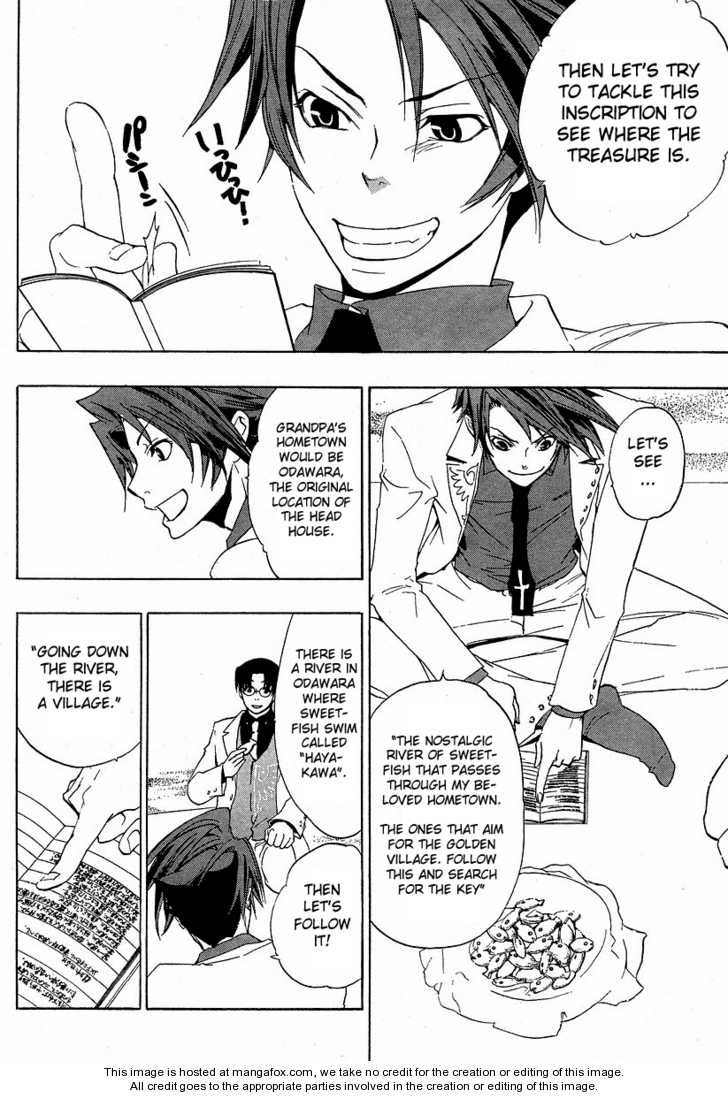 THEN LET'S TRY
TO TACKLE THIS
INSCRIPTION TO
SEE WHERE THE
TREASURE IS.
いっひっひっ!
パシーン
LET'S
SEE
...
"THE NOSTALGIC
RIVER OF SWEET-
FISH THAT PASSES
THROUGH MY BE-
LOVED HOMETOWN.
THE ONES THAT AIM
FOR THE GOLDEN
VILLAGE. FOLLOW
THIS AND SEARCH
FOR THE KEY"
GRANDPA'S
HOMETOWN
WOULD BE
ODAWARA,
THE ORIGINAL
LOCATION OF
THE HEAD
HOUSE.
THERE IS
A RIVER IN
ODAWARA
WHERE
SWEET-
FISH SWIM
CALLED
"HAYA-
KAWA".
THEN
LET'S
FOLLOW
IT!
"GOING DOWN
THE RIVER,
THERE IS
A VILLAGE."
This image is hosted at mangafox.com, we take no credit for the creation or editing of this image.
All credit goes to the appropriate parties involved in the creation or editing of this image.